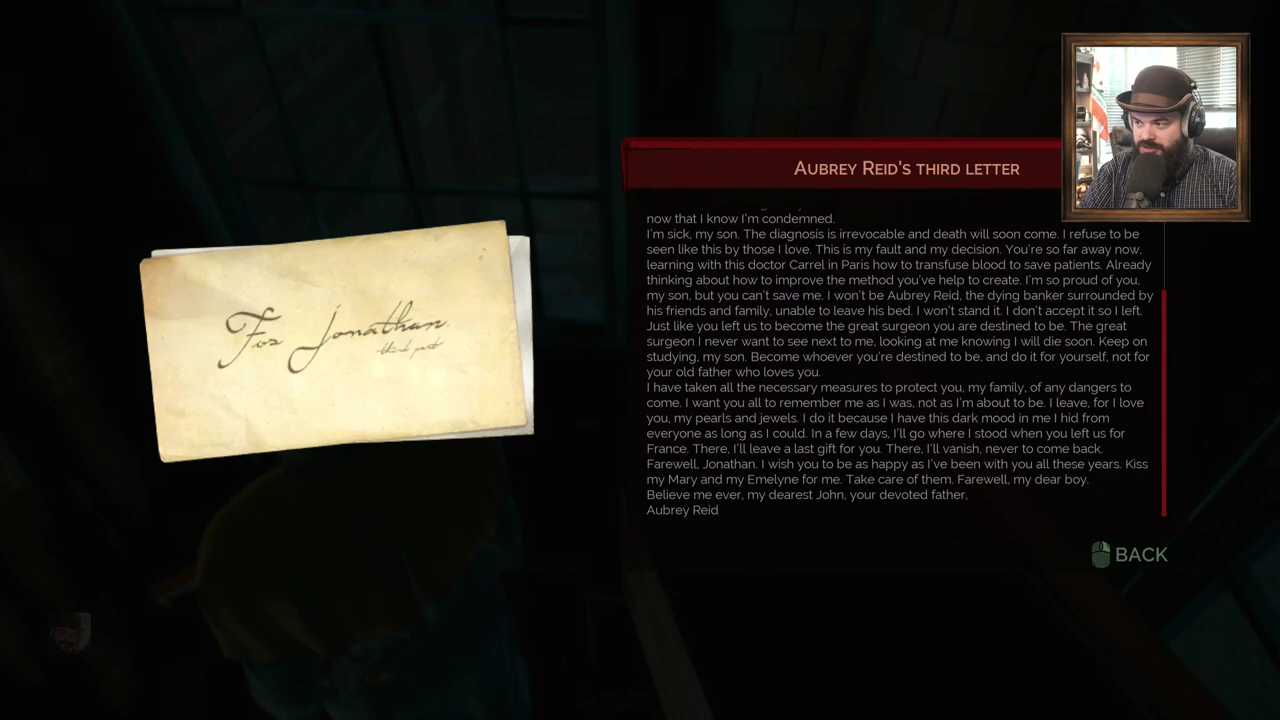 AUBREY REID'S THIRD LETTER
now that I know I'm condemned.
I'm sick, my son. The diagnosis is irrevocable and death will soon come. I refuse to be
seen like this by those I love. This is my fault and my decision. You're so far away now,
learning with this doctor Carrel in Paris how to transfuse blood to save patients. Already
thinking about how to improve the method you've help to create. I'm so proud of you,
my son, but you can't save me. I won't be Aubrey Reid, the dying banker surrounded by
his friends and family, unable to leave his bed. I won't stand it. I don't accept it so I left.
Just like you left us to become the great surgeon you are destined to be. The great
surgeon I never want to see next to me, looking at me knowing I will die soon. Keep on
studying, my son. Become whoever you're destined to be, and do it for yourself, not for
your old father who loves you.
I have taken all the necessary measures to protect you, my family, of any dangers to
come. I want you all to remember me as I was, not as I'm about to be. I leave, for I love
you, my pearls and jewels. I do it because I have this dark mood in me I hid from
everyone as long as I could. In a few days, I'll go where I stood when you left us for
France. There, I'll leave a last gift for you. There, I'll vanish, never to come back.
Farewell, Jonathan. I wish you to be as happy as I've been with you all these years. Kiss
my Mary and my Emelyne for me. Take care of them. Farewell, my dear boy.
Believe me ever, my dearest John, your devoted father,
Aubrey Reid
For Jonathan
third part
BACK